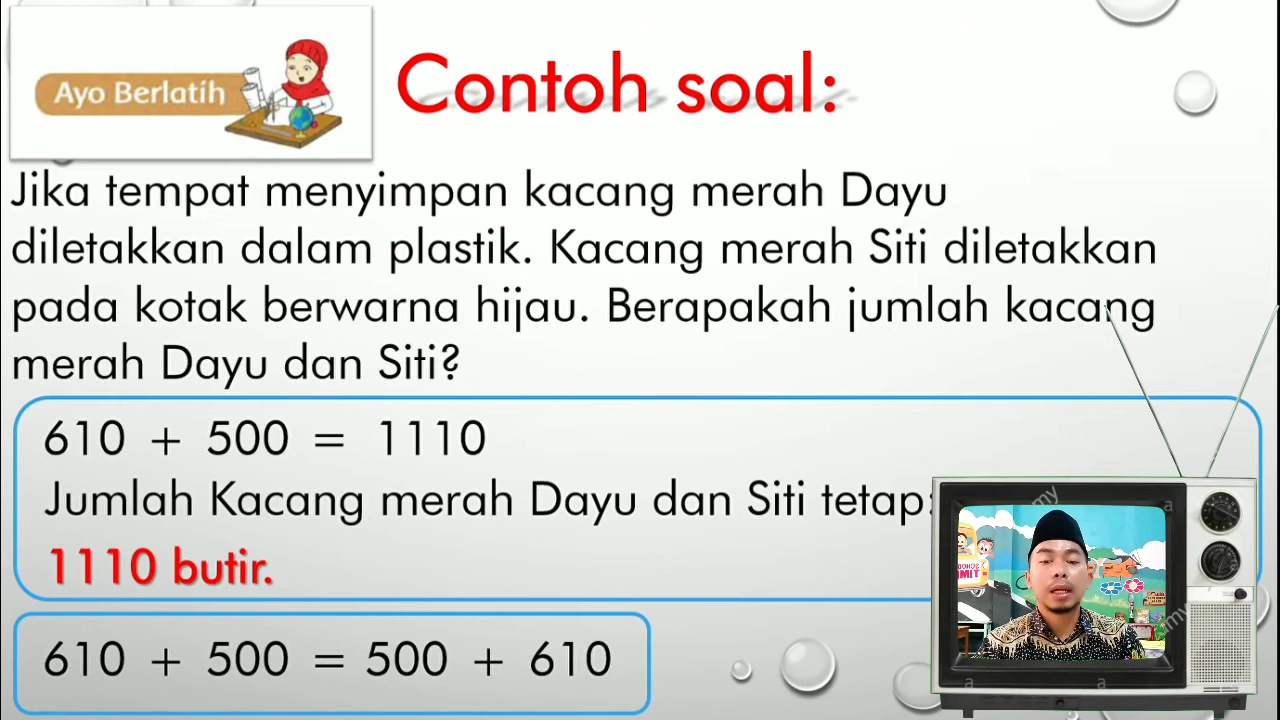 Ayo Berlatih
Contoh soal:
Jika tempat menyimpan kacang merah Dayu
diletakkan dalam plastik. Kacang merah Siti diletakkan
pada kotak berwarna hijau. Berapakah jumlah kacang
merah Dayu dan Siti?
610 + 500 = 1110
Jumlah Kacang merah Dayu dan Siti tetap:
1110 butir.
610 + 500 = 500 + 610